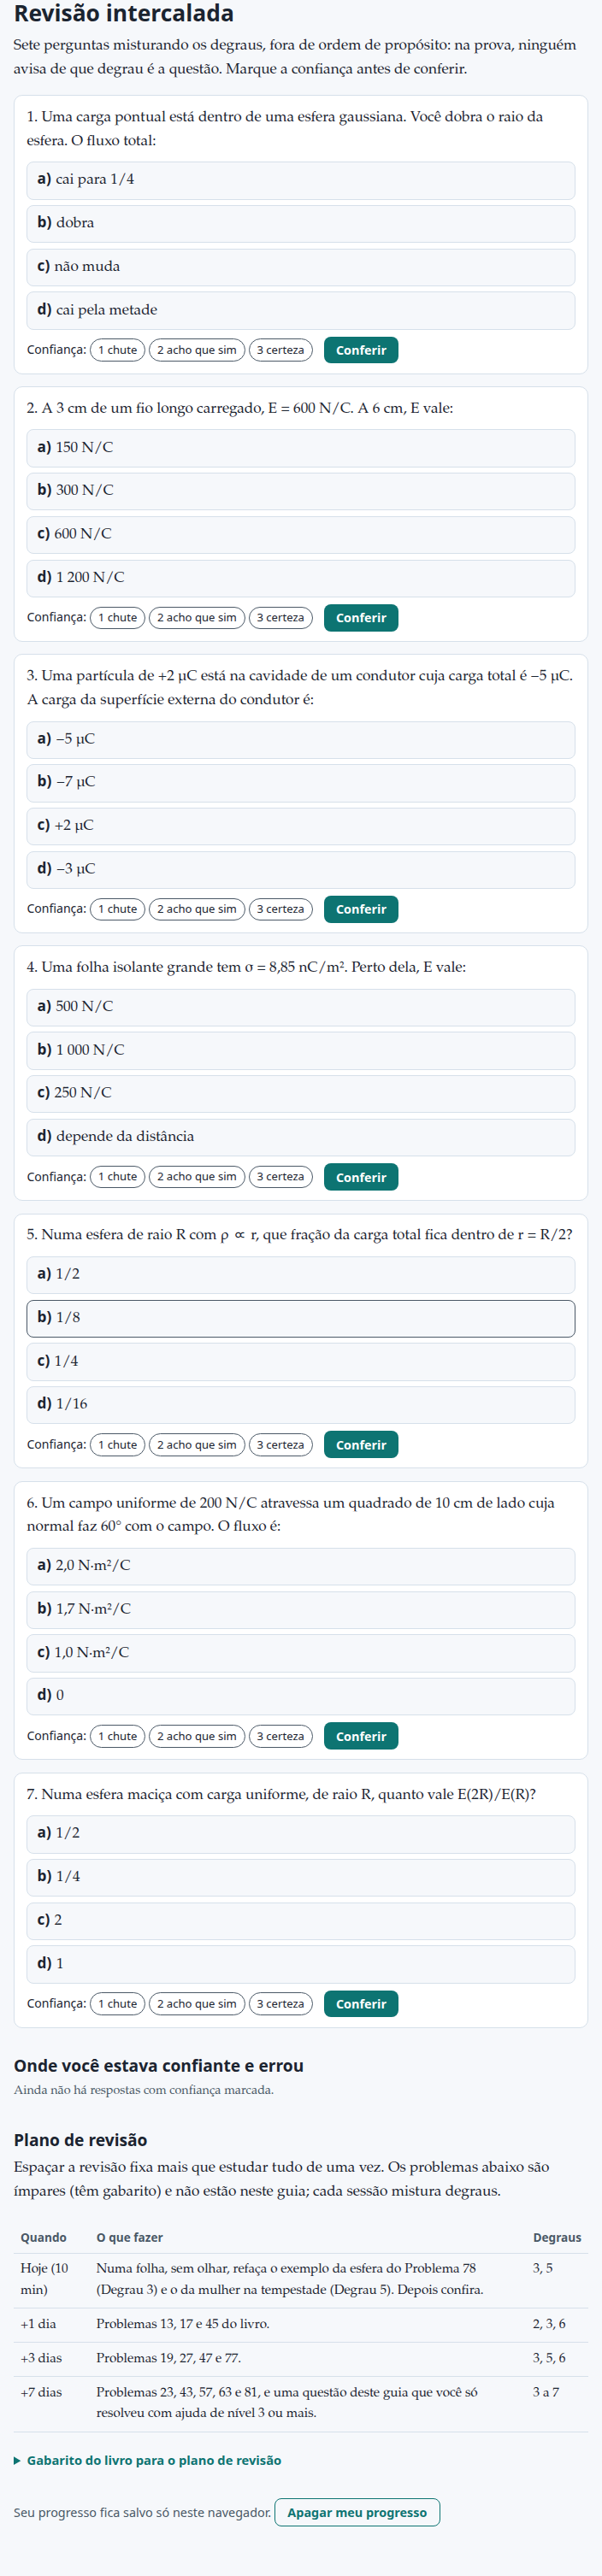 Revisão intercalada
Sete perguntas misturando os degraus, fora de ordem de propósito: na prova, ninguém
avisa de que degrau é a questão. Marque a confiança antes de conferir.
1. Uma carga pontual está dentro de uma esfera gaussiana. Você dobra o raio da
esfera. O fluxo total:
a) cai para 1/4
b) dobra
c) não muda
d) cai pela metade
Confiança: 1 chute 2 acho que sim 3 certeza Conferir
2. A 3 cm de um fio longo carregado, E = 600 N/C. A 6 cm, E vale:
a) 150 N/C
b) 300 N/C
c) 600 N/C
d) 1 200 N/C
Confiança: 1 chute 2 acho que sim 3 certeza Conferir
3. Uma partícula de +2 µC está na cavidade de um condutor cuja carga total é −5 µC.
A carga da superfície externa do condutor é:
a) −5 µC
b) −7 µC
c) +2 µC
d) −3 µC
Confiança: 1 chute 2 acho que sim 3 certeza Conferir
4. Uma folha isolante grande tem σ = 8,85 nC/m². Perto dela, E vale:
a) 500 N/C
b) 1 000 N/C
c) 250 N/C
d) depende da distância
Confiança: 1 chute 2 acho que sim 3 certeza Conferir
5. Numa esfera de raio R com ρ ∝ r, que fração da carga total fica dentro de r = R/2?
a) 1/2
b) 1/8
c) 1/4
d) 1/16
Confiança: 1 chute 2 acho que sim 3 certeza Conferir
6. Um campo uniforme de 200 N/C atravessa um quadrado de 10 cm de lado cuja
normal faz 60° com o campo. O fluxo é:
a) 2,0 N·m²/C
b) 1,7 N·m²/C
c) 1,0 N·m²/C
d) 0
Confiança: 1 chute 2 acho que sim 3 certeza Conferir
7. Numa esfera maciça com carga uniforme, de raio R, quanto vale E(2R)/E(R)?
a) 1/2
b) 1/4
c) 2
d) 1
Confiança: 1 chute 2 acho que sim 3 certeza Conferir
Onde você estava confiante e errou
Ainda não há respostas com confiança marcada.
Plano de revisão
Espaçar a revisão fixa mais que estudar tudo de uma vez. Os problemas abaixo são
ímpares (têm gabarito) e não estão neste guia; cada sessão mistura degraus.
Quando O que fazer Degraus
Hoje (10 Numa folha, sem olhar, refaça o exemplo da esfera do Problema 78 3, 5
min) (Degrau 3) e o da mulher na tempestade (Degrau 5). Depois confira.
+1 dia Problemas 13, 17 e 45 do livro. 2, 3, 6
+3 dias Problemas 19, 27, 47 e 77. 3, 5, 6
+7 dias Problemas 23, 43, 57, 63 e 81, e uma questão deste guia que você só 3 a 7
resolveu com ajuda de nível 3 ou mais.
▶ Gabarito do livro para o plano de revisão
Seu progresso fica salvo só neste navegador. Apagar meu progresso